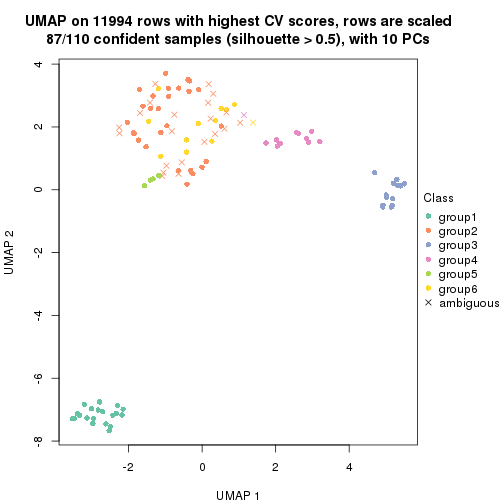 UMAP on 11994 rows with highest CV scores, rows are scaled
87/110 confident samples (silhouette > 0.5), with 10 PCs
4
2
0
-2
-4
-6
-8
UMAP 2
-2
0
2
4
UMAP 1
Class
group1
group2
group3
group4
group5
group6
ambiguous